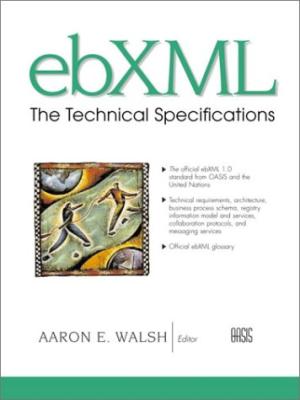 ebXML
The Technical Specifications
The official ebXML 1.0
standard from OASIS and the
United Nations
Technical requirements, architecture,
business process schema, registry
information model and services,
collaboration protocols, and
messaging services
Official ebXML glossary
AARON E. WALSH Editor
OASIS